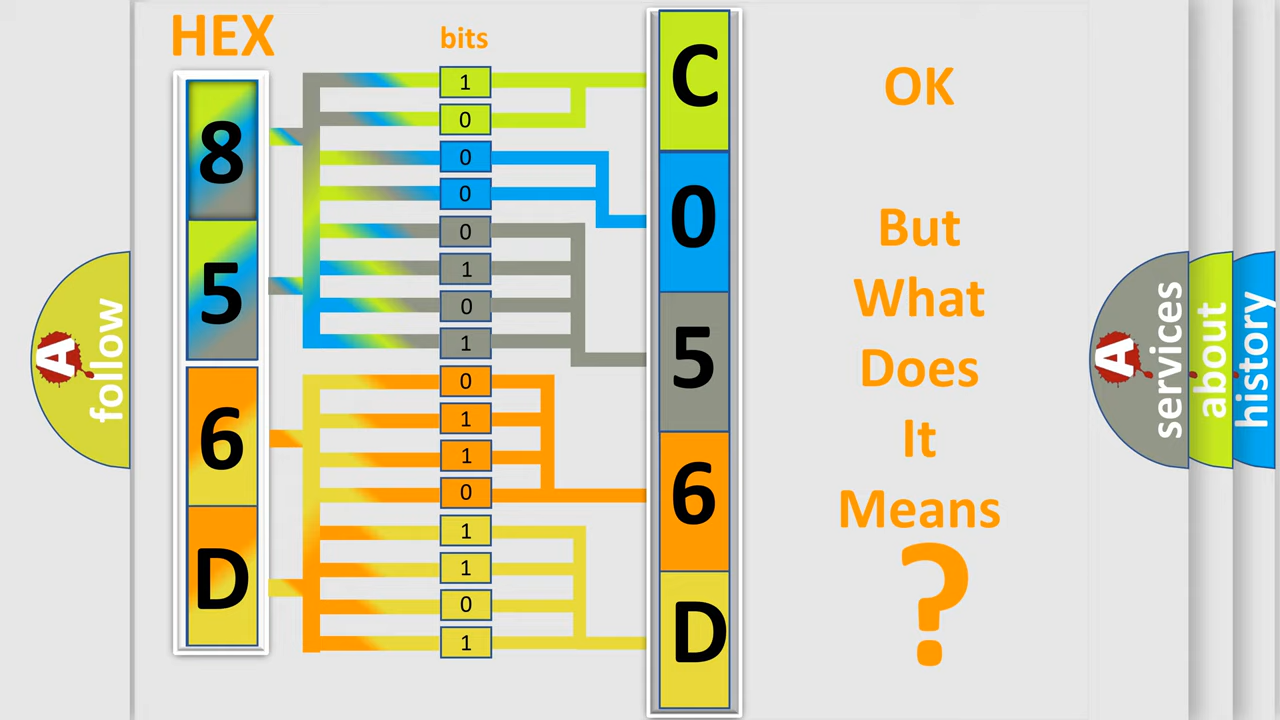 HEX
bits
8
5
6
D
1
0
0
0
0
1
0
1
0
1
1
0
1
1
0
1
C
0
5
6
D
OK
But
What
Does
It
Means
?
A
follow
A
services
about
history